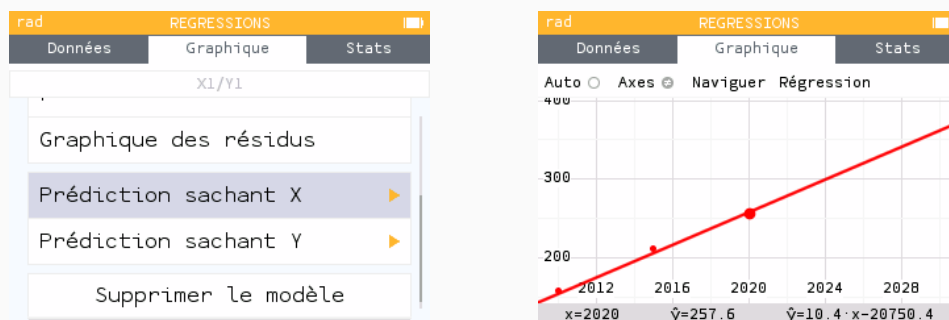 rad REGRESSIONS
Données Graphique Stats
X1/Y1
Graphique des résidus
Prédiction sachant X
Prédiction sachant Y
Supprimer le modèle
rad REGRESSIONS
Données Graphique Stats
Auto Axes Naviguer Régression
400
300
200
2012 2016 2020 2024 2028
x=2020 ŷ=257.6 ŷ=10.4·x-20750.4